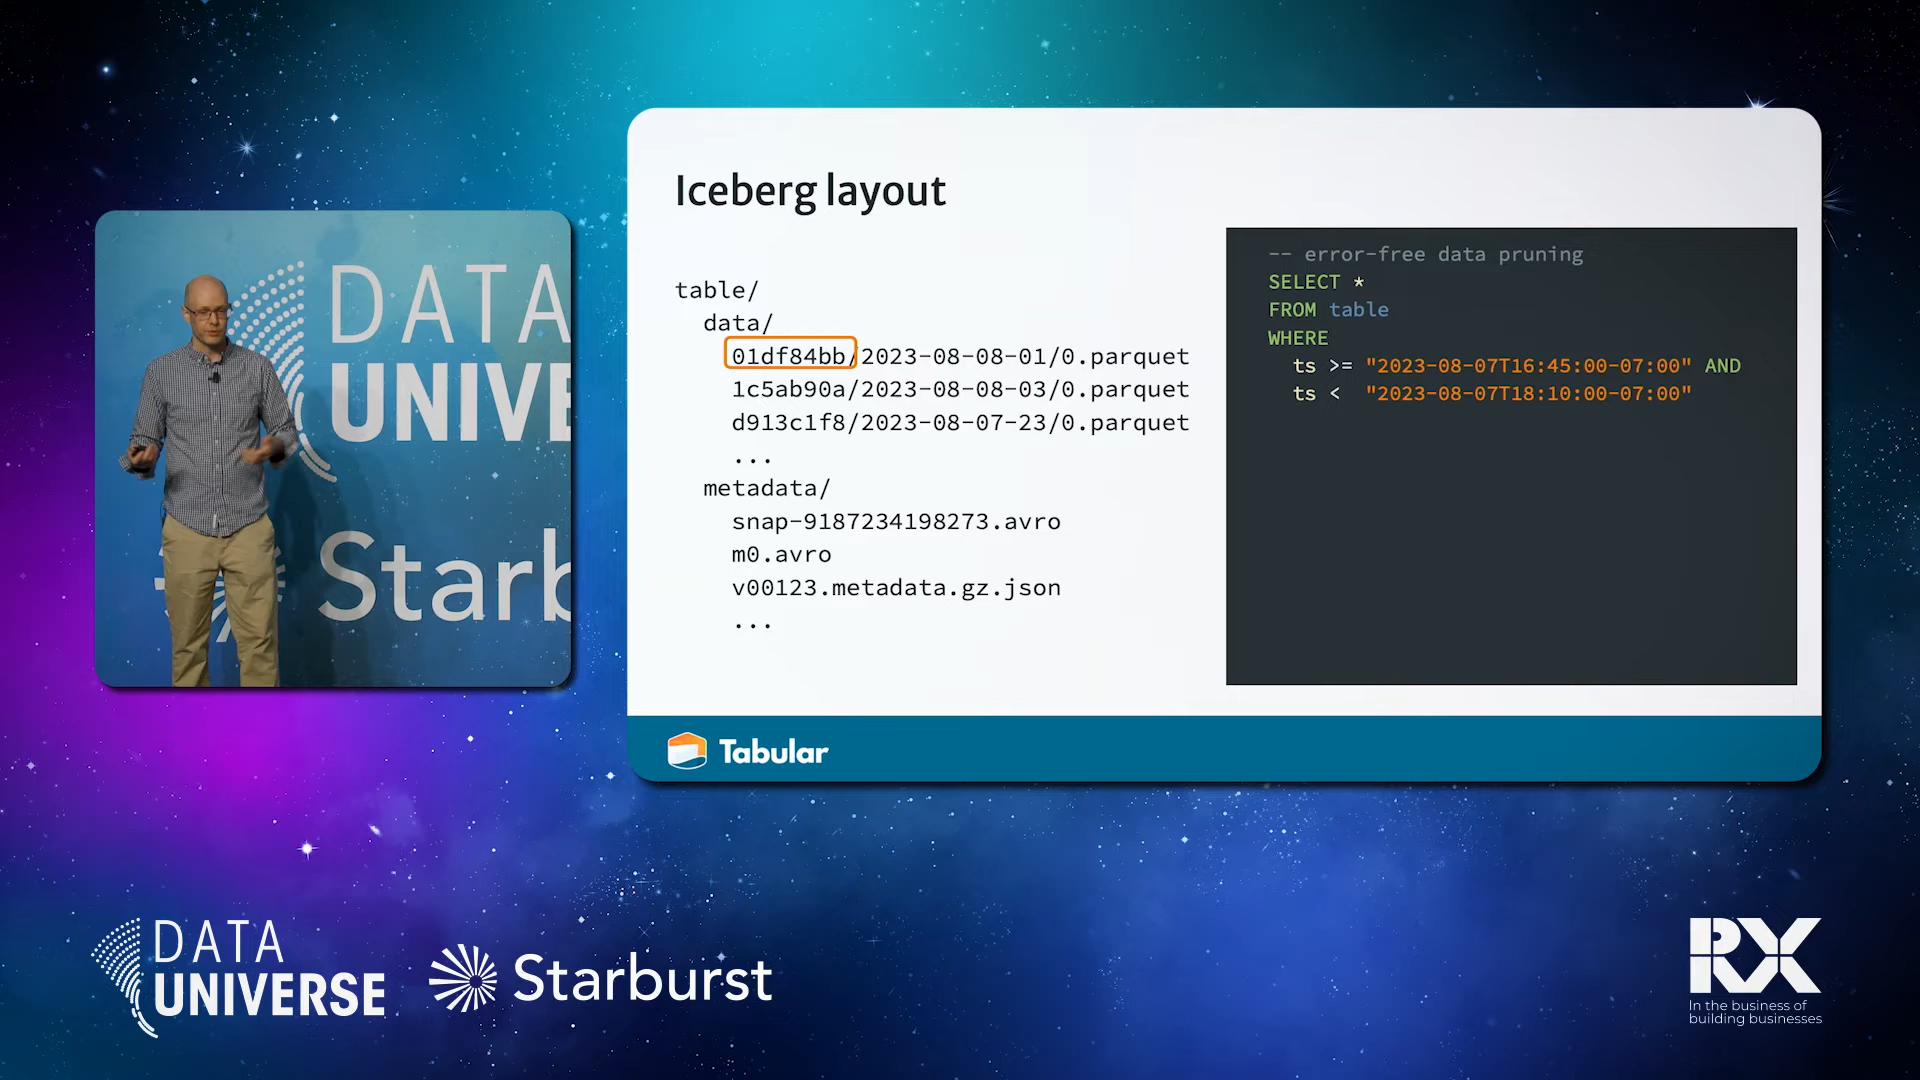 Iceberg layout
table/
data/
01df84bb/2023-08-08-01/0.parquet
1c5ab90a/2023-08-08-03/0.parquet
d913c1f8/2023-08-07-23/0.parquet
...
metadata/
snap-9187234198273.avro
m0.avro
v00123.metadata.gz.json
...
-- error-free data pruning
SELECT *
FROM table
WHERE
ts >= "2023-08-07T16:45:00-07:00" AND
ts < "2023-08-07T18:10:00-07:00"
Tabular
DATA
UNIVE
Starb
DATA
UNIVERSE
Starburst
RX
In the business of
building businesses